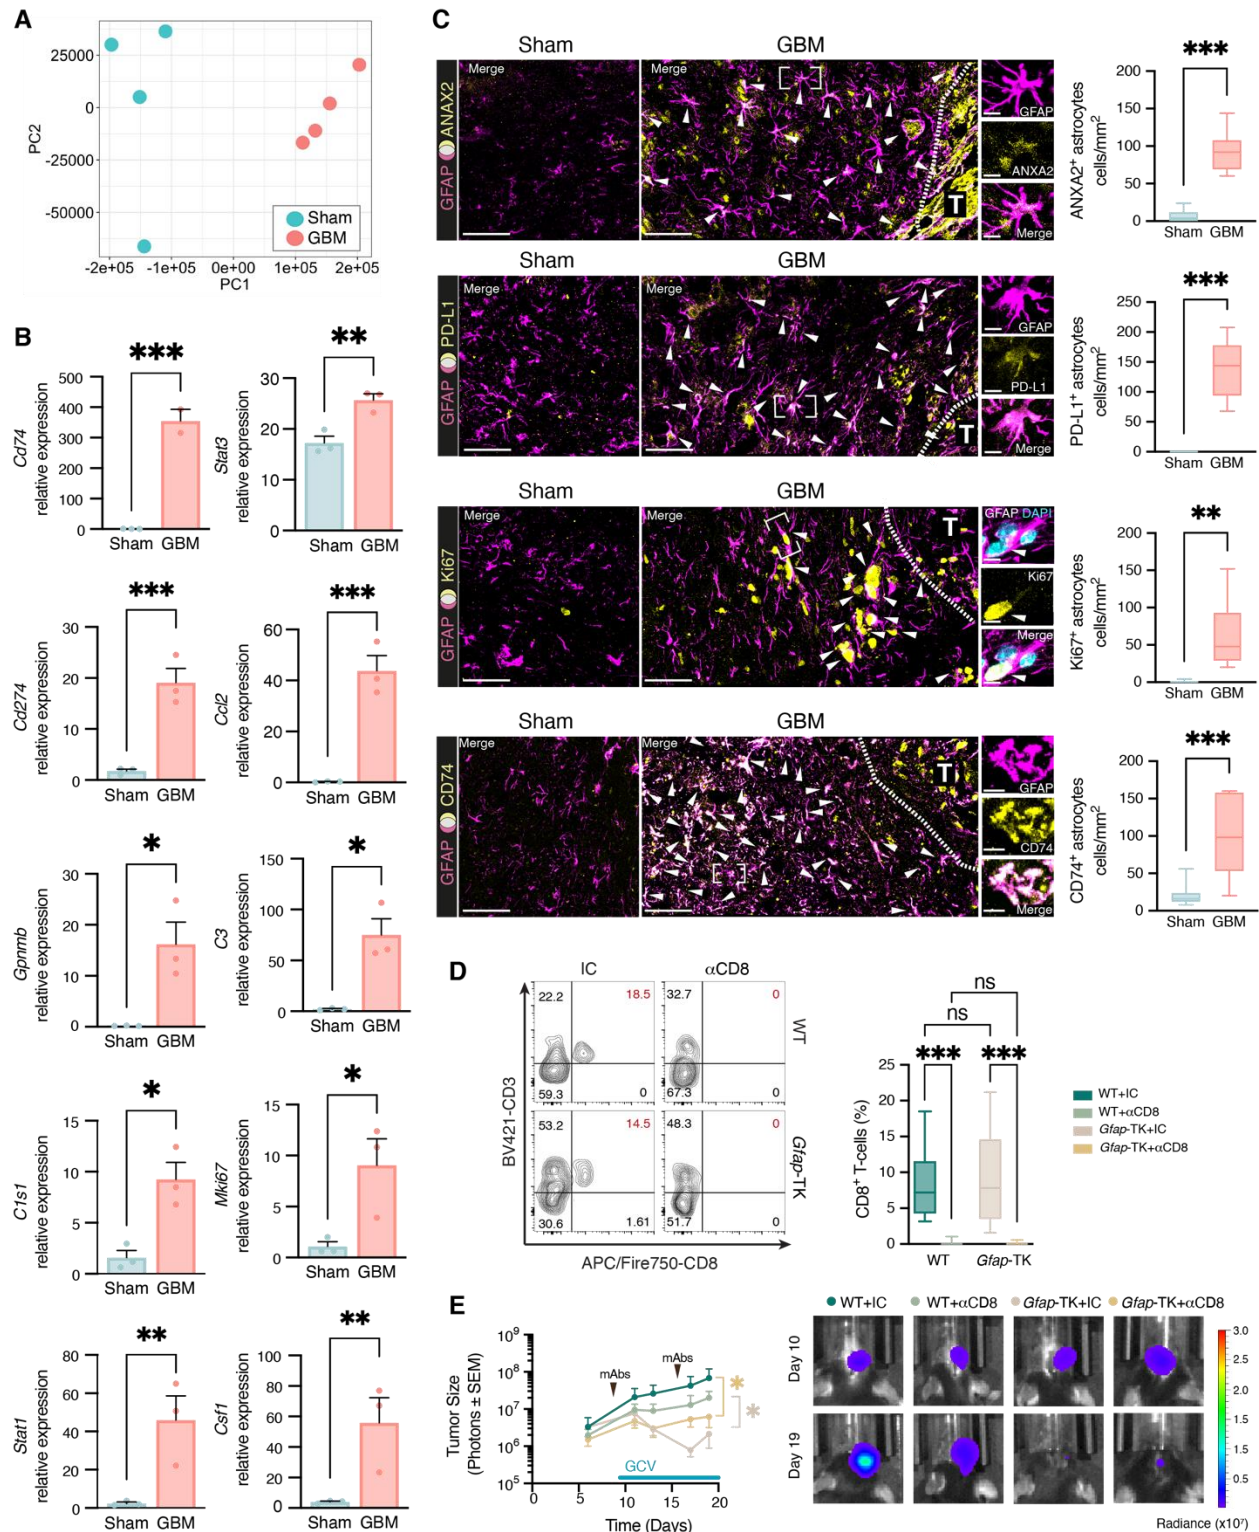 A
25000
0
-25000
-50000
PC2
-2e+05
-1e+05
0e+00
1e+05
2e+05
PC1
Sham
GBM
B
***
500
400
300
200
100
0
Cd74
relative expression
Sham GBM
**
30
20
10
0
Stat3
relative expression
Sham GBM
***
30
20
10
0
Cd274
relative expression
Sham GBM
***
60
40
20
0
Ccl2
relative expression
Sham GBM
*
30
20
10
0
Gpnmb
relative expression
Sham GBM
*
150
100
50
0
C3
relative expression
Sham GBM
*
15
10
5
0
C1s1
relative expression
Sham GBM
*
15
10
5
0
Mki67
relative expression
Sham GBM
**
80
60
40
20
0
Stat1
relative expression
Sham GBM
**
100
80
60
40
20
0
Csf1
relative expression
Sham GBM
C
Sham
GBM
GFAP ANAX2
Merge
Merge
T
GFAP
ANXA2
Merge
***
200
150
100
50
0
ANXA2+ astrocytes
cells/mm²
Sham GBM
Sham
GBM
GFAP PD-L1
Merge
Merge
T
GFAP
PD-L1
Merge
***
250
200
150
100
50
0
PD-L1+ astrocytes
cells/mm²
Sham GBM
Sham
GBM
GFAP Ki67
Merge
Merge
T
GFAP DAPI
Ki67
Merge
**
200
150
100
50
0
Ki67+ astrocytes
cells/mm²
Sham GBM
Sham
GBM
GFAP CD74
Merge
Merge
T
GFAP
CD74
Merge
***
200
150
100
50
0
CD74+ astrocytes
cells/mm²
Sham GBM
D
IC
αCD8
22.2
18.5
59.3
0
32.7
0
67.3
0
WT
53.2
14.5
30.6
1.61
48.3
0
51.7
0
Gfap-TK
BV421-CD3
APC/Fire750-CD8
ns
ns
***
***
25
20
15
10
5
0
CD8+ T-cells (%)
WT
Gfap-TK
WT+IC
WT+αCD8
Gfap-TK+IC
Gfap-TK+αCD8
E
10⁹
10⁸
10⁷
10⁶
10⁵
Tumor Size
(Photons ± SEM)
mAbs
mAbs
*
*
GCV
0
5
10
15
20
Time (Days)
WT+IC
WT+αCD8
Gfap-TK+IC
Gfap-TK+αCD8
Day 10
Day 19
3.0
2.5
2.0
1.5
1.0
0.5
0
Radiance (x10⁷)